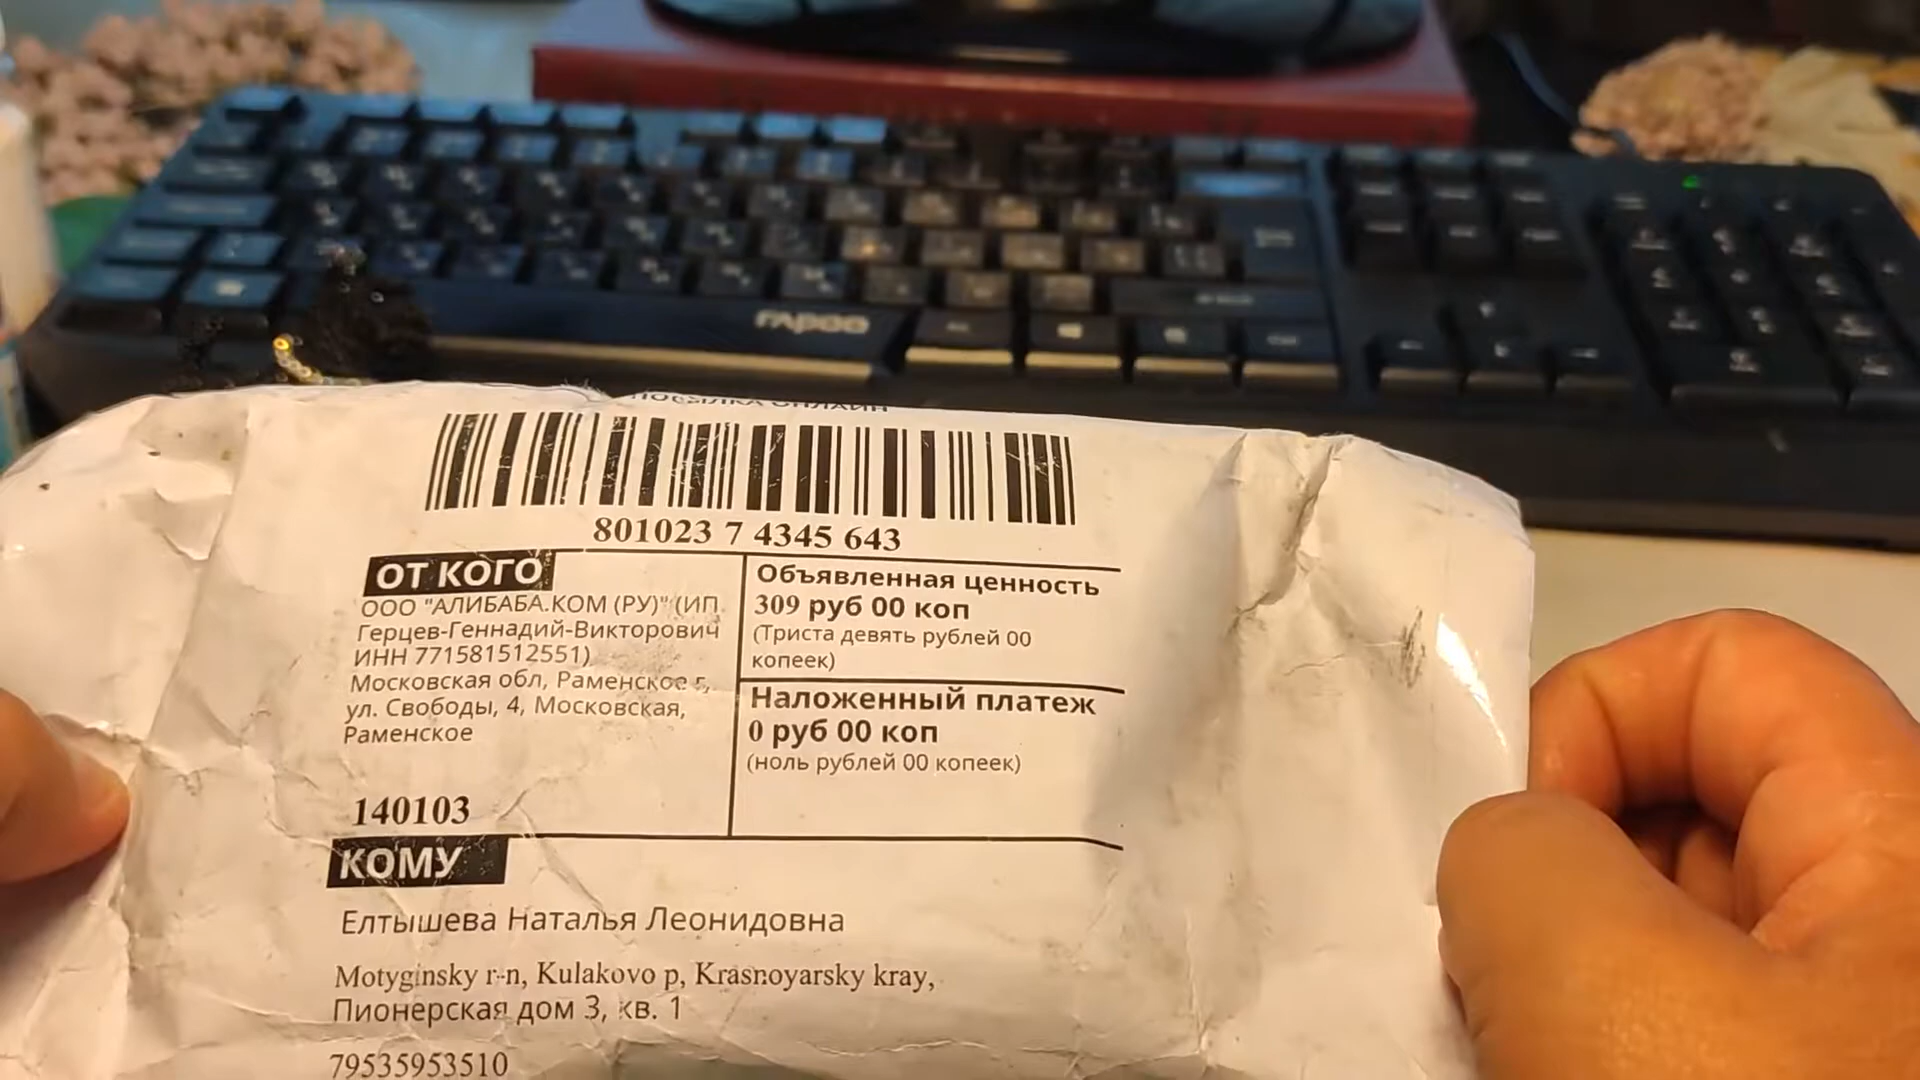 rapoo
ПОСЫЛКА ОНЛАЙН
801023 7 4345 643
ОТ КОГО
ООО "АЛИБАБА.КОМ (РУ)" (ИП
Герцев-Геннадий-Викторович
ИНН 771581512551)
Московская обл, Раменское г,
ул. Свободы, 4, Московская,
Раменское
140103
Объявленная ценность
309 руб 00 коп
(Триста девять рублей 00
копеек)
Наложенный платеж
0 руб 00 коп
(ноль рублей 00 копеек)
КОМУ
Елтышева Наталья Леонидовна
Motyginsky r-n, Kulakovo p, Krasnoyarsky kray,
Пионерская дом 3, кв. 1
79535953510